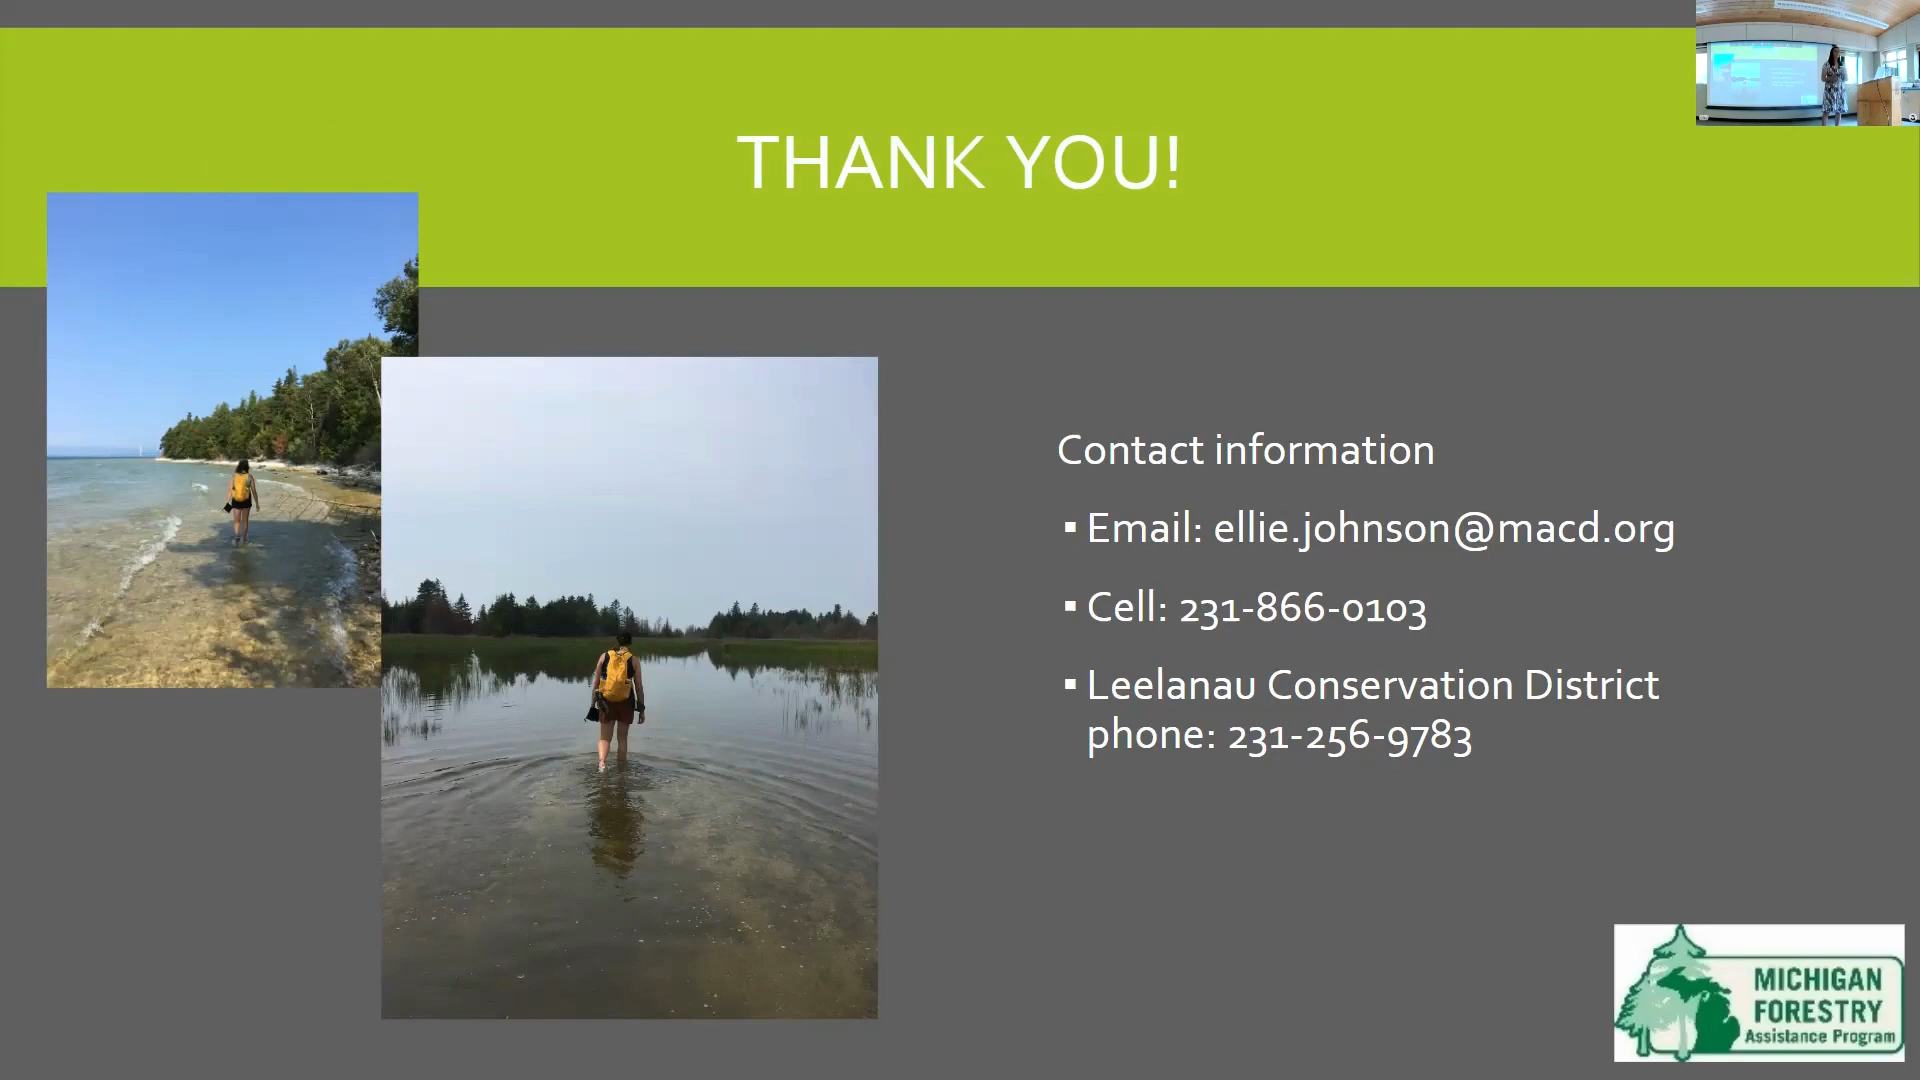 THANK YOU!
Contact information
▪ Email: ellie.johnson@macd.org
▪ Cell: 231-866-0103
▪ Leelanau Conservation District
phone: 231-256-9783
MICHIGAN
FORESTRY
Assistance Program